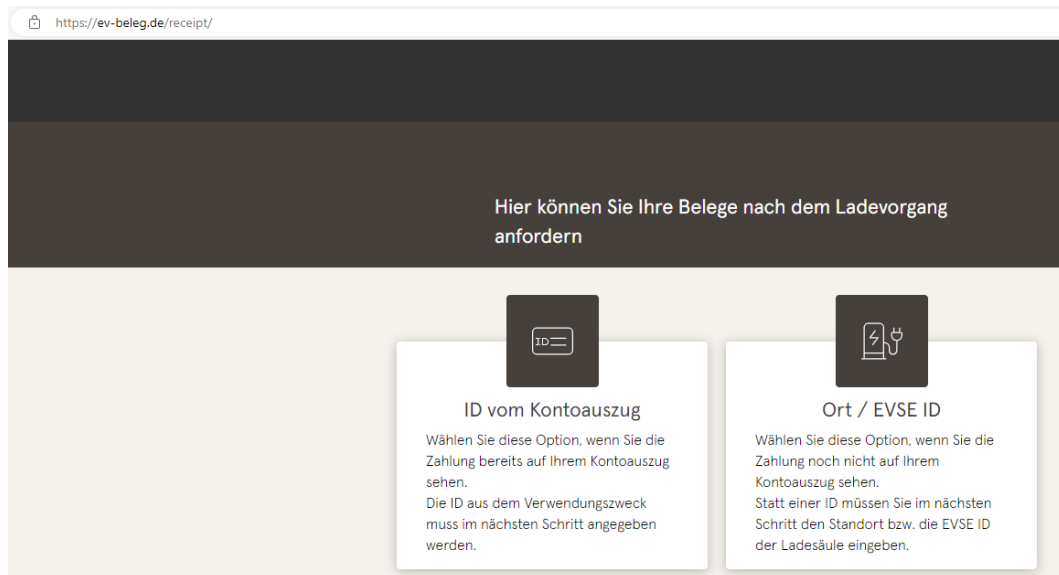 https://ev-beleg.de/receipt/
Hier können Sie Ihre Belege nach dem Ladevorgang
anfordern
ID
ID vom Kontoauszug
Wählen Sie diese Option, wenn Sie die
Zahlung bereits auf Ihrem Kontoauszug
sehen.
Die ID aus dem Verwendungszweck
muss im nächsten Schritt angegeben
werden.
Ort / EVSE ID
Wählen Sie diese Option, wenn Sie die
Zahlung noch nicht auf Ihrem
Kontoauszug sehen.
Statt einer ID müssen Sie im nächsten
Schritt den Standort bzw. die EVSE ID
der Ladesäule eingeben.